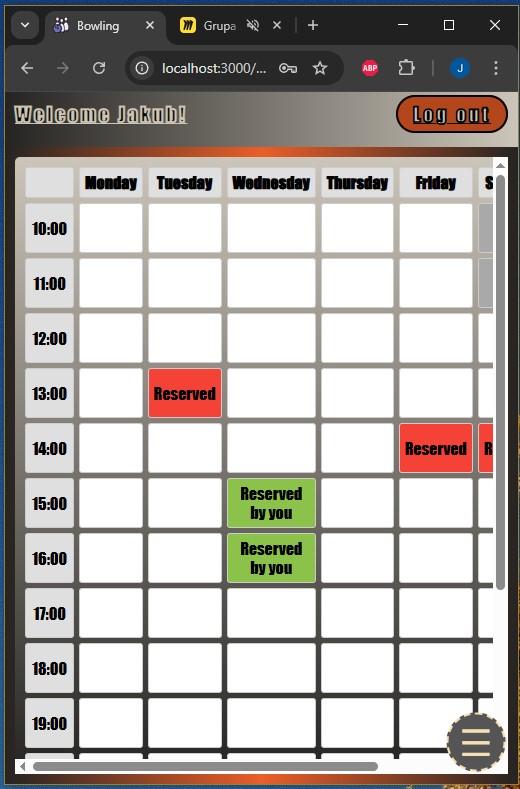 Bowling
Grupa
localhost:3000/...
ABP
J
Welcome Jakub!
Log out
Monday Tuesday Wednesday Thursday Friday S
10:00
11:00
12:00
13:00 Reserved
14:00 Reserved R
15:00 Reserved
by you
16:00 Reserved
by you
17:00
18:00
19:00